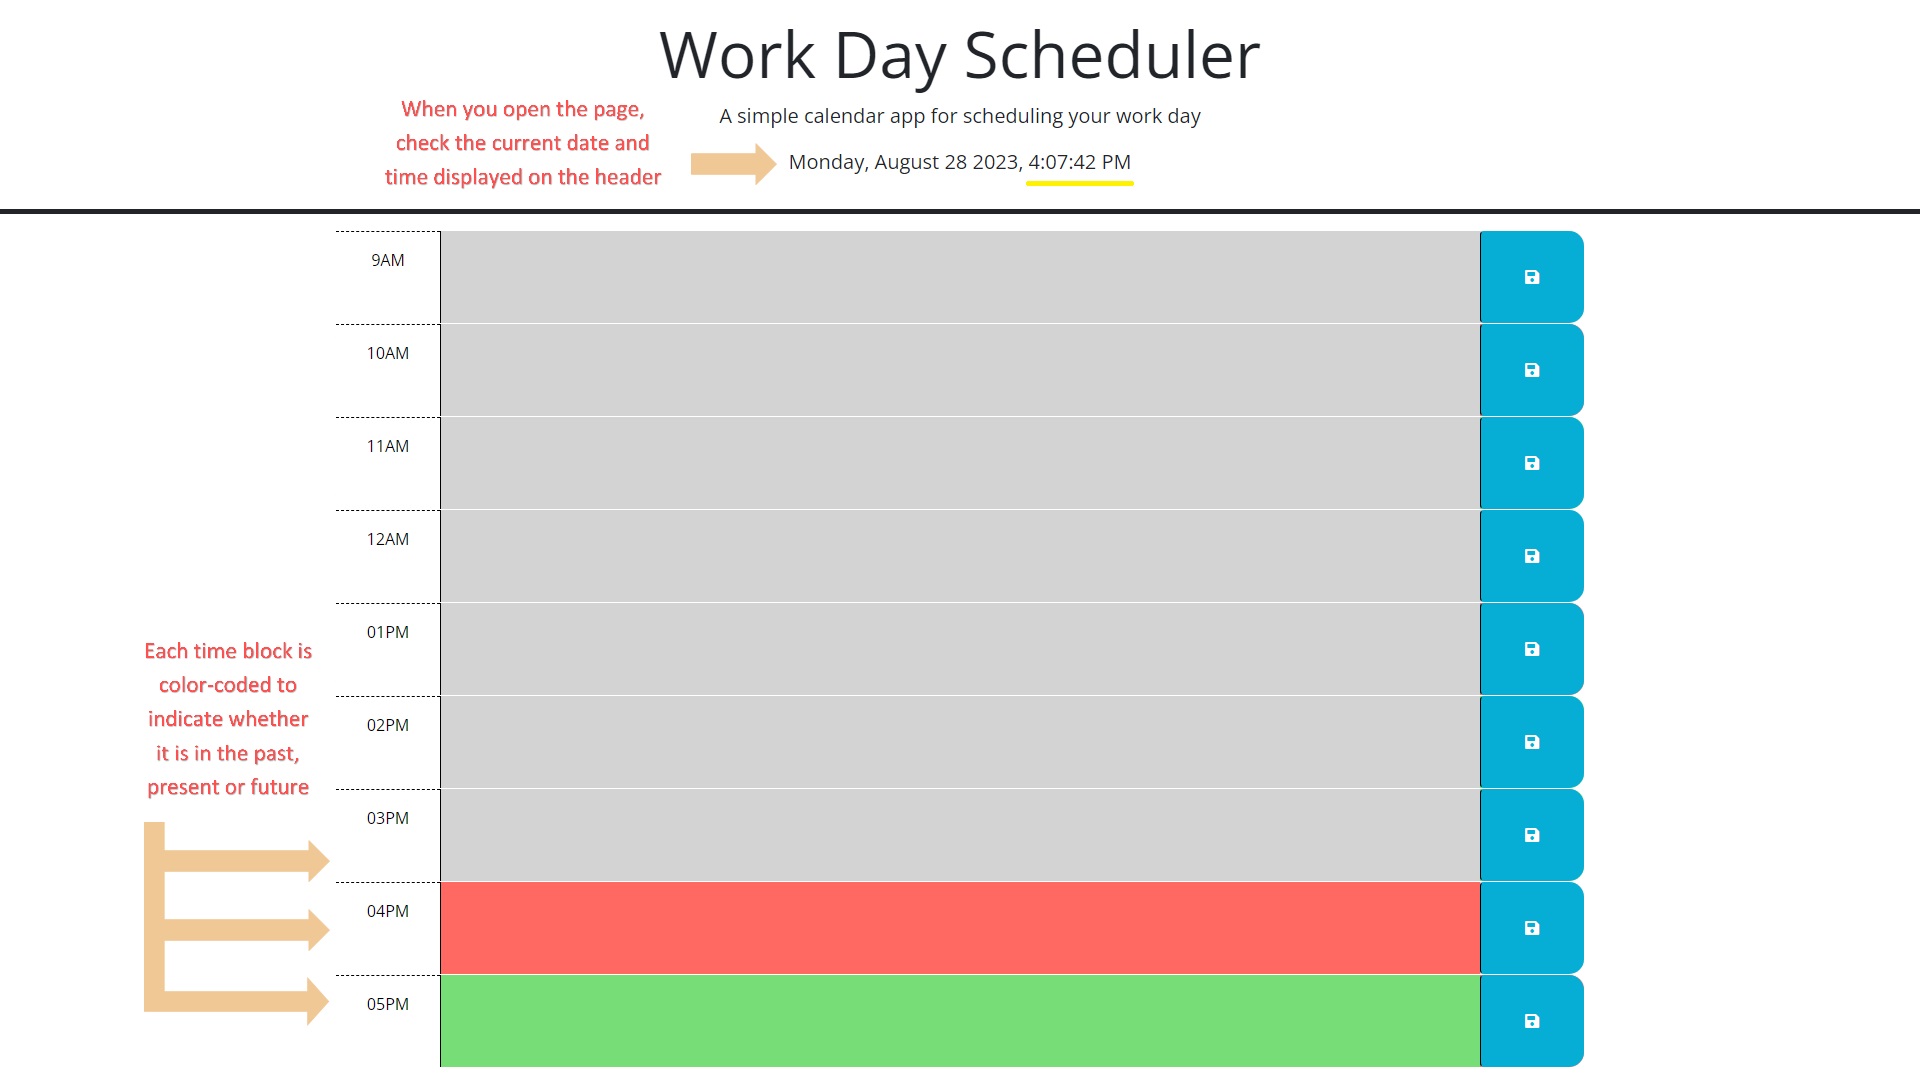 Work Day Scheduler
A simple calendar app for scheduling your work day
When you open the page,
check the current date and
time displayed on the header
Monday, August 28 2023, 4:07:42 PM
9AM
10AM
11AM
12AM
01PM
02PM
03PM
04PM
05PM
Each time block is
color-coded to
indicate whether
it is in the past,
present or future